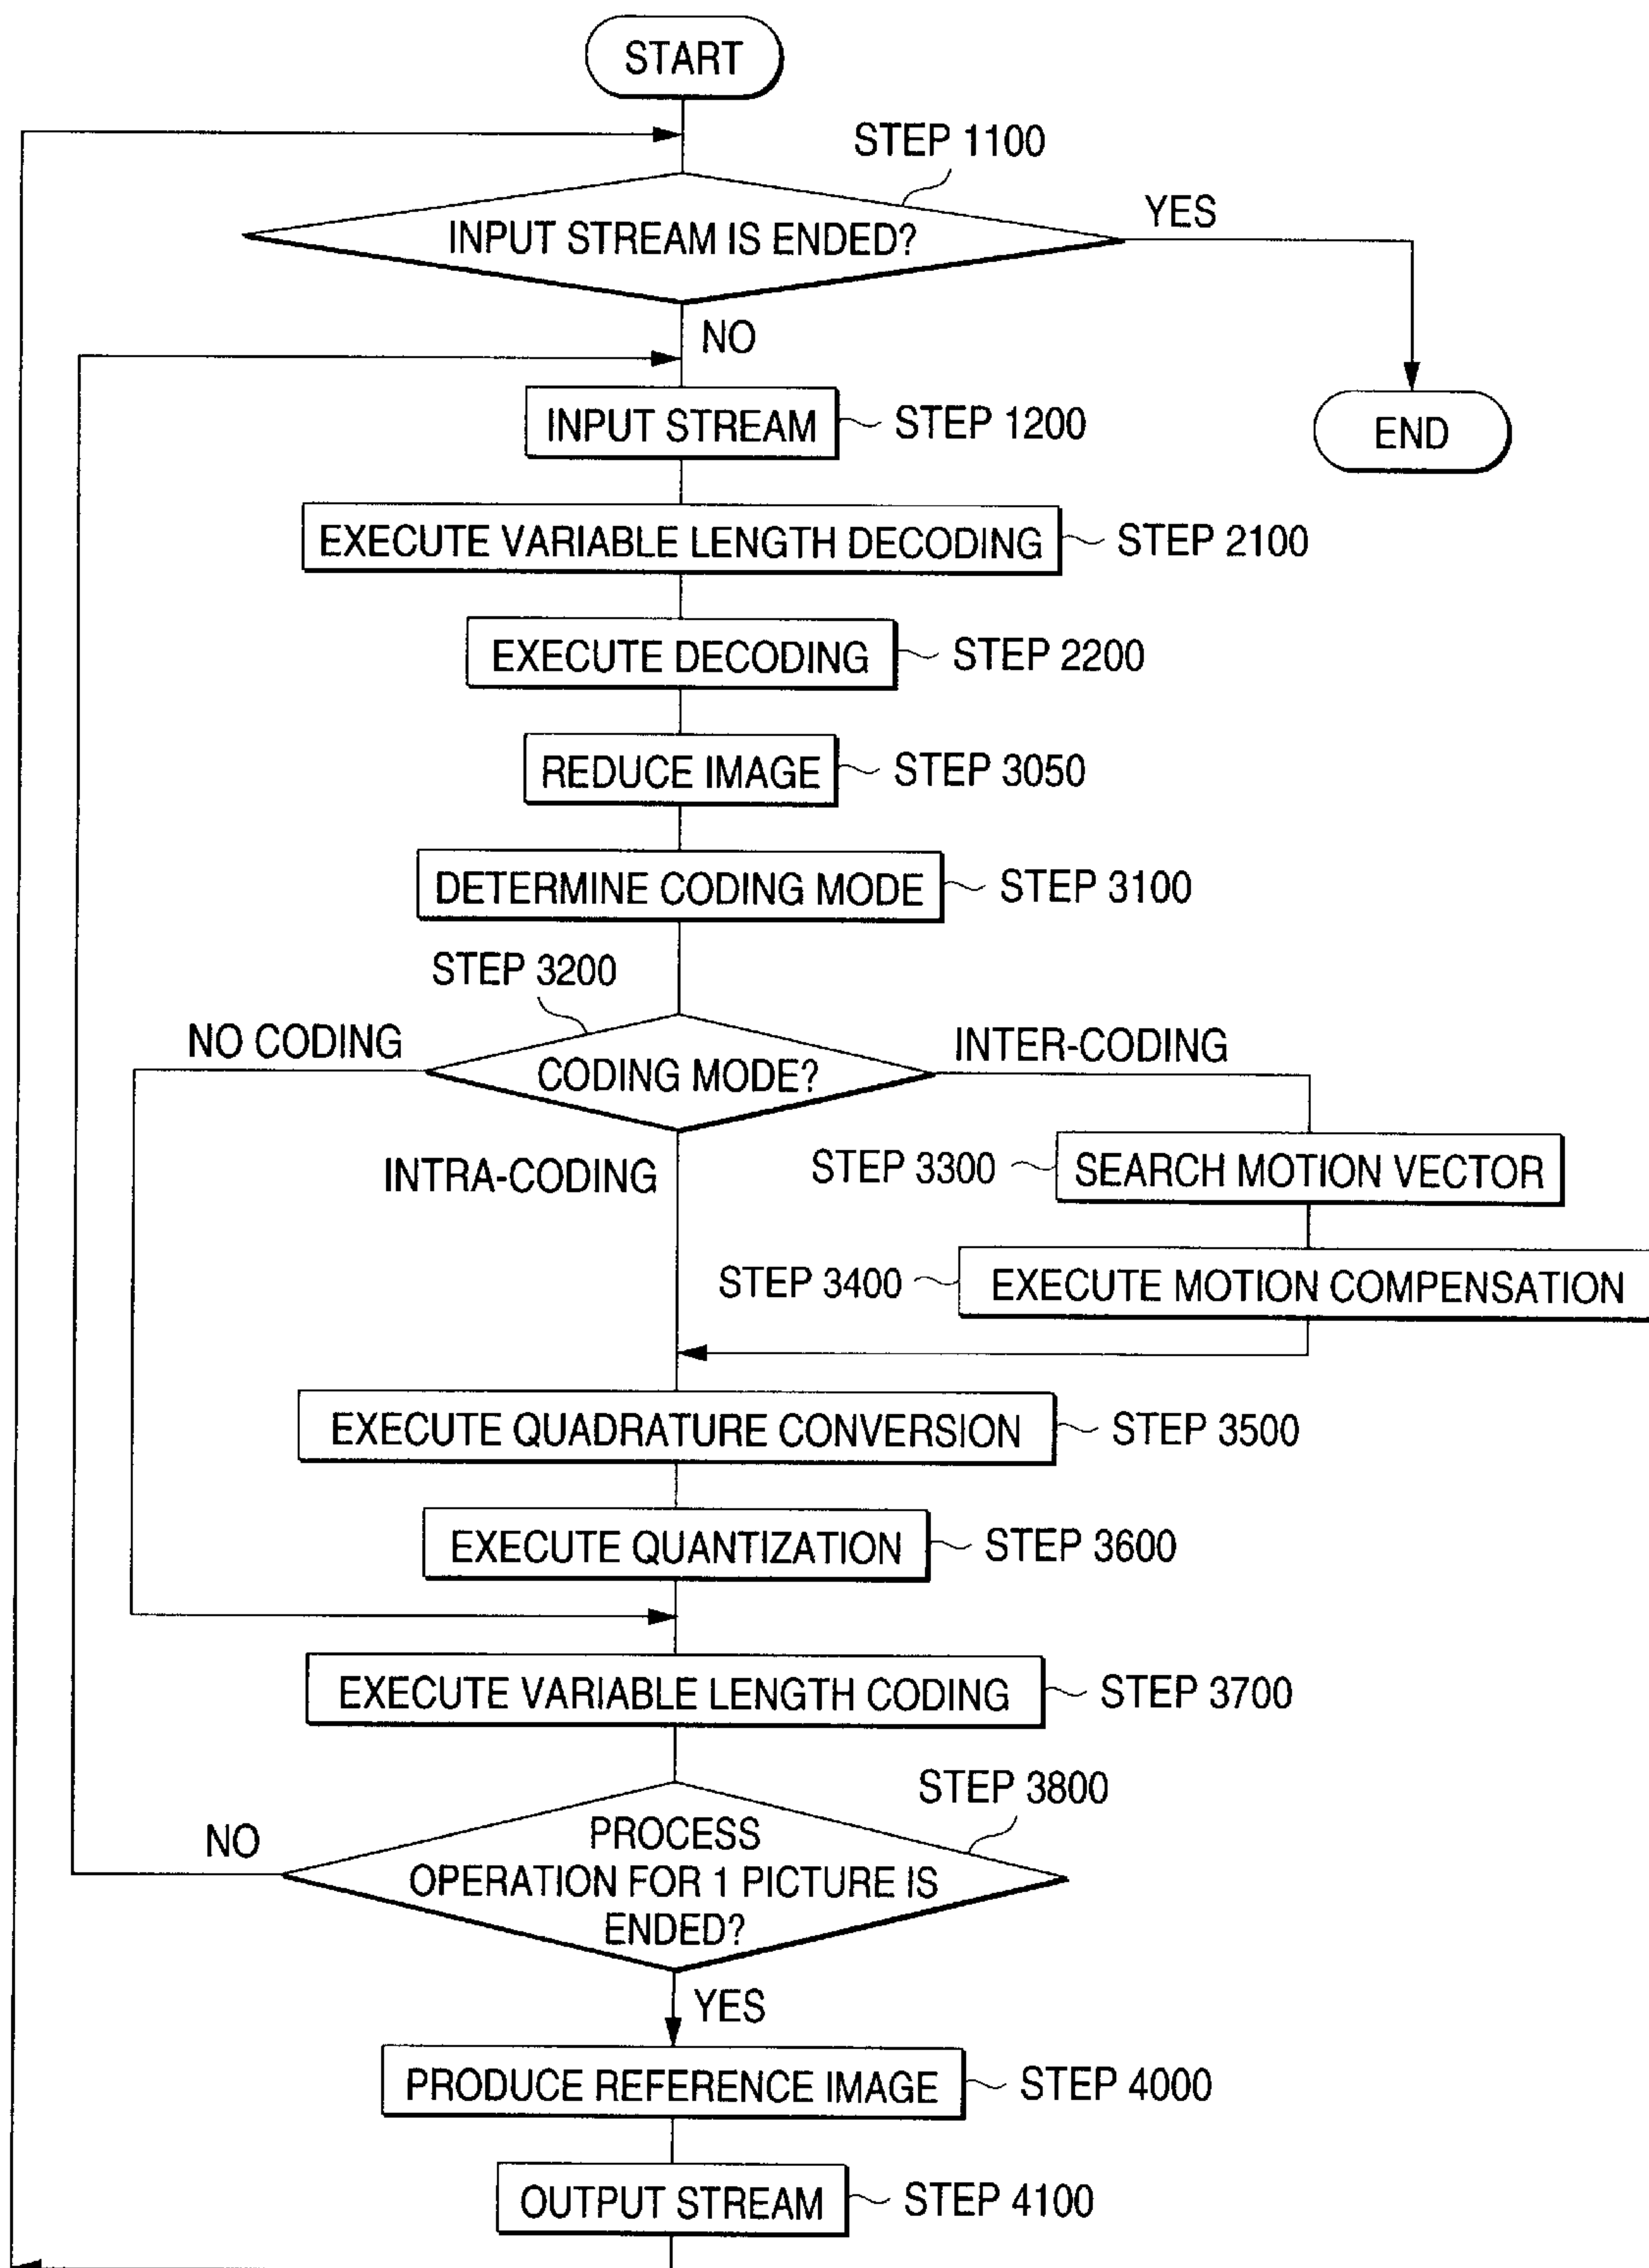 START
STEP 1100
INPUT STREAM IS ENDED?
YES
NO
INPUT STREAM
STEP 1200
END
EXECUTE VARIABLE LENGTH DECODING
STEP 2100
EXECUTE DECODING
STEP 2200
REDUCE IMAGE
STEP 3050
DETERMINE CODING MODE
STEP 3100
STEP 3200
NO CODING
CODING MODE?
INTER-CODING
INTRA-CODING
STEP 3300
SEARCH MOTION VECTOR
STEP 3400
EXECUTE MOTION COMPENSATION
EXECUTE QUADRATURE CONVERSION
STEP 3500
EXECUTE QUANTIZATION
STEP 3600
EXECUTE VARIABLE LENGTH CODING
STEP 3700
STEP 3800
NO
PROCESS
OPERATION FOR 1 PICTURE IS
ENDED?
YES
PRODUCE REFERENCE IMAGE
STEP 4000
OUTPUT STREAM
STEP 4100